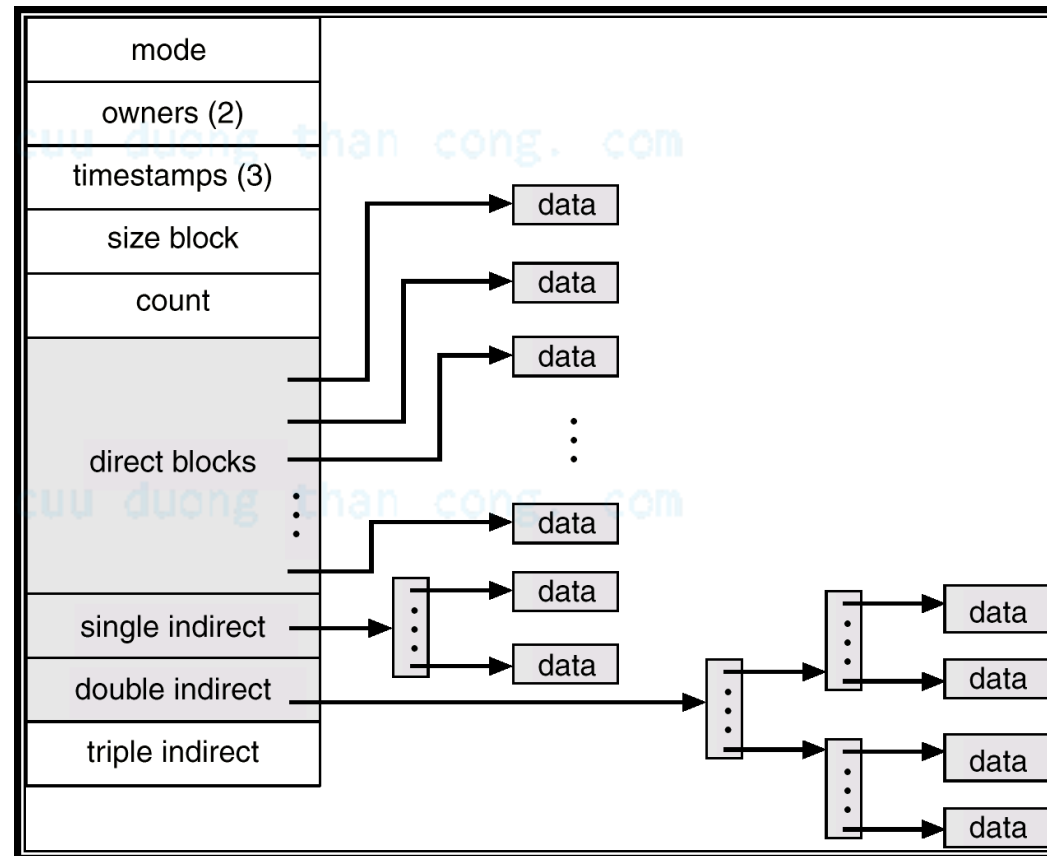 mode
owners (2)
cuu duong than cong. com
timestamps (3)
data
size block
data
count
data
direct blocks
cuu duong than cong. com
data
data
data
single indirect
data
data
double indirect
data
triple indirect
data
data